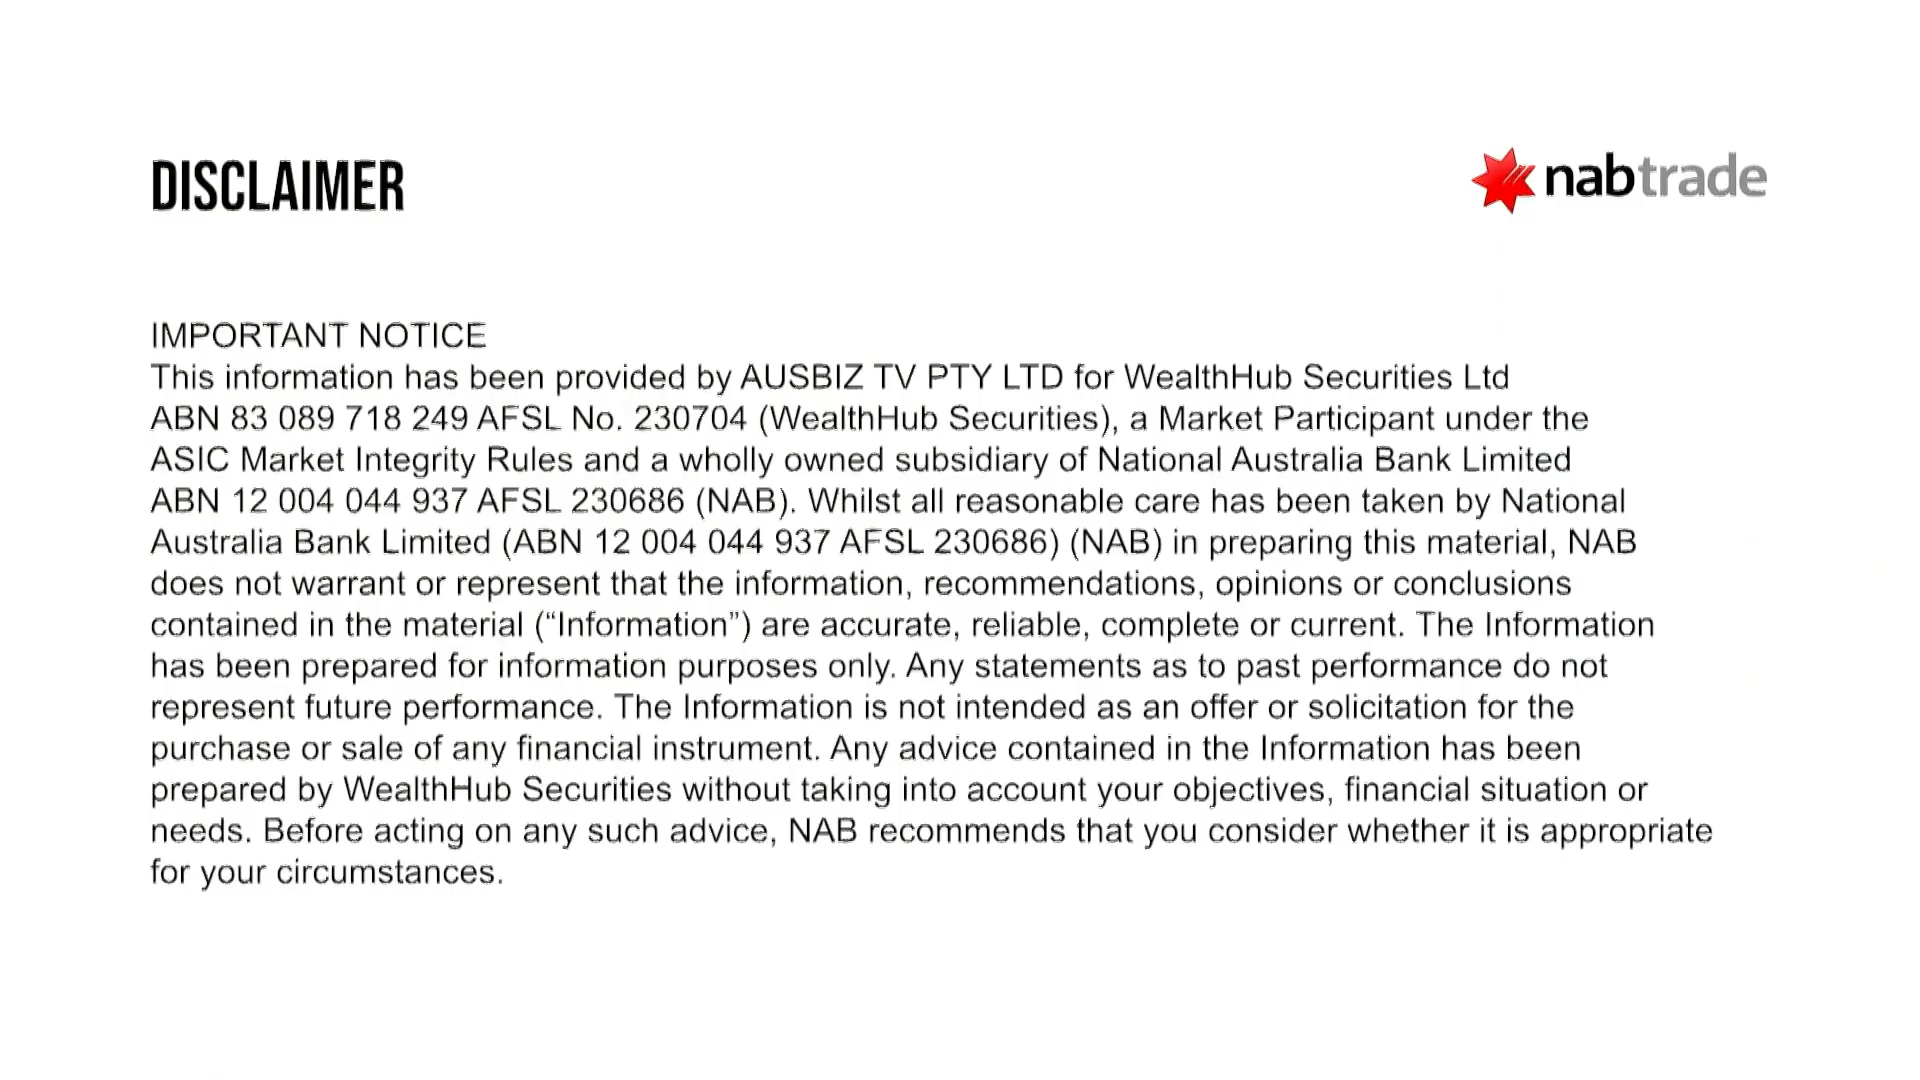 DISCLAIMER
nabtrade
IMPORTANT NOTICE
This information has been provided by AUSBIZ TV PTY LTD for WealthHub Securities Ltd
ABN 83 089 718 249 AFSL No. 230704 (WealthHub Securities), a Market Participant under the
ASIC Market Integrity Rules and a wholly owned subsidiary of National Australia Bank Limited
ABN 12 004 044 937 AFSL 230686 (NAB). Whilst all reasonable care has been taken by National
Australia Bank Limited (ABN 12 004 044 937 AFSL 230686) (NAB) in preparing this material, NAB
does not warrant or represent that the information, recommendations, opinions or conclusions
contained in the material (“Information”) are accurate, reliable, complete or current. The Information
has been prepared for information purposes only. Any statements as to past performance do not
represent future performance. The Information is not intended as an offer or solicitation for the
purchase or sale of any financial instrument. Any advice contained in the Information has been
prepared by WealthHub Securities without taking into account your objectives, financial situation or
needs. Before acting on any such advice, NAB recommends that you consider whether it is appropriate
for your circumstances.